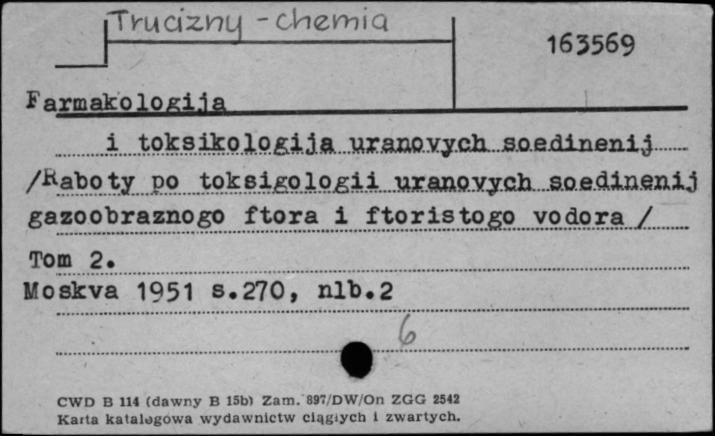 Trucizny - chemia
163569
Farmakologija
i toksikologija uranovych soedinenij
/Raboty po toksigologii uranovych soedinenij
gazoobraznogo ftora i ftoristogo vodora /
Tom 2.
Moskva 1951 s.270, nlb.2
6
CWD B 114 (dawny B 15b) Zam. 897/DW/On ZGG 2542
Karta katalogowa wydawnictw ciągłych i zwartych.